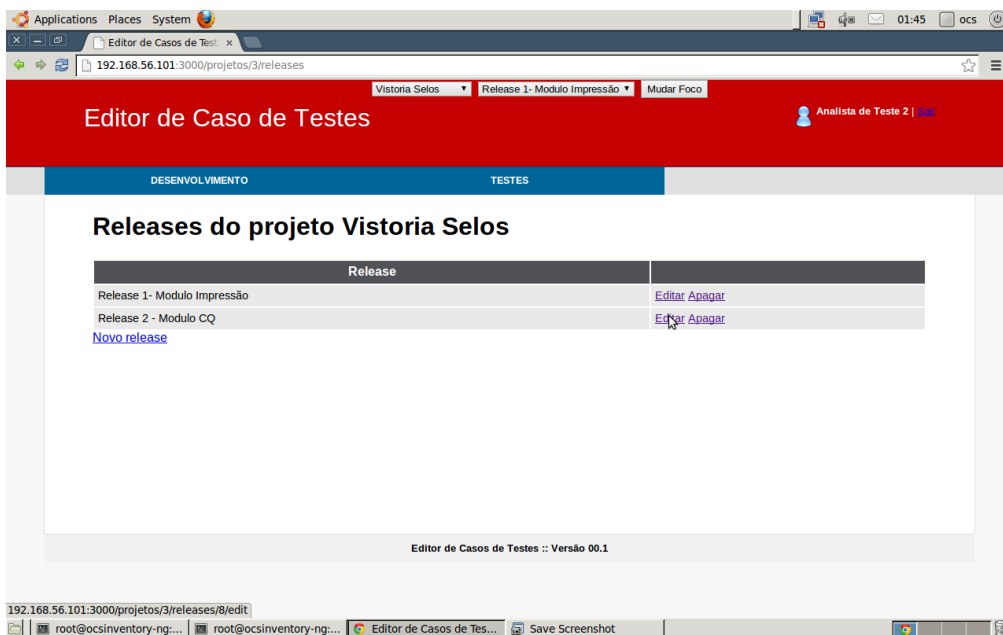 Applications Places System 01:45 ocs
Editor de Casos de Test x
192.168.56.101:3000/projetos/3/releases
Vistoria Selos Release 1- Modulo Impressão Mudar Foco
Editor de Caso de Testes
Analista de Teste 2 | Sair
DESENVOLVIMENTO TESTES
Releases do projeto Vistoria Selos
Release
Release 1- Modulo Impressão Editar Apagar
Release 2 - Modulo CQ Editar Apagar
Novo release
Editor de Casos de Testes :: Versão 00.1
192.168.56.101:3000/projetos/3/releases/8/edit
root@ocsinventory-ng:... root@ocsinventory-ng:... Editor de Casos de Tes... Save Screenshot